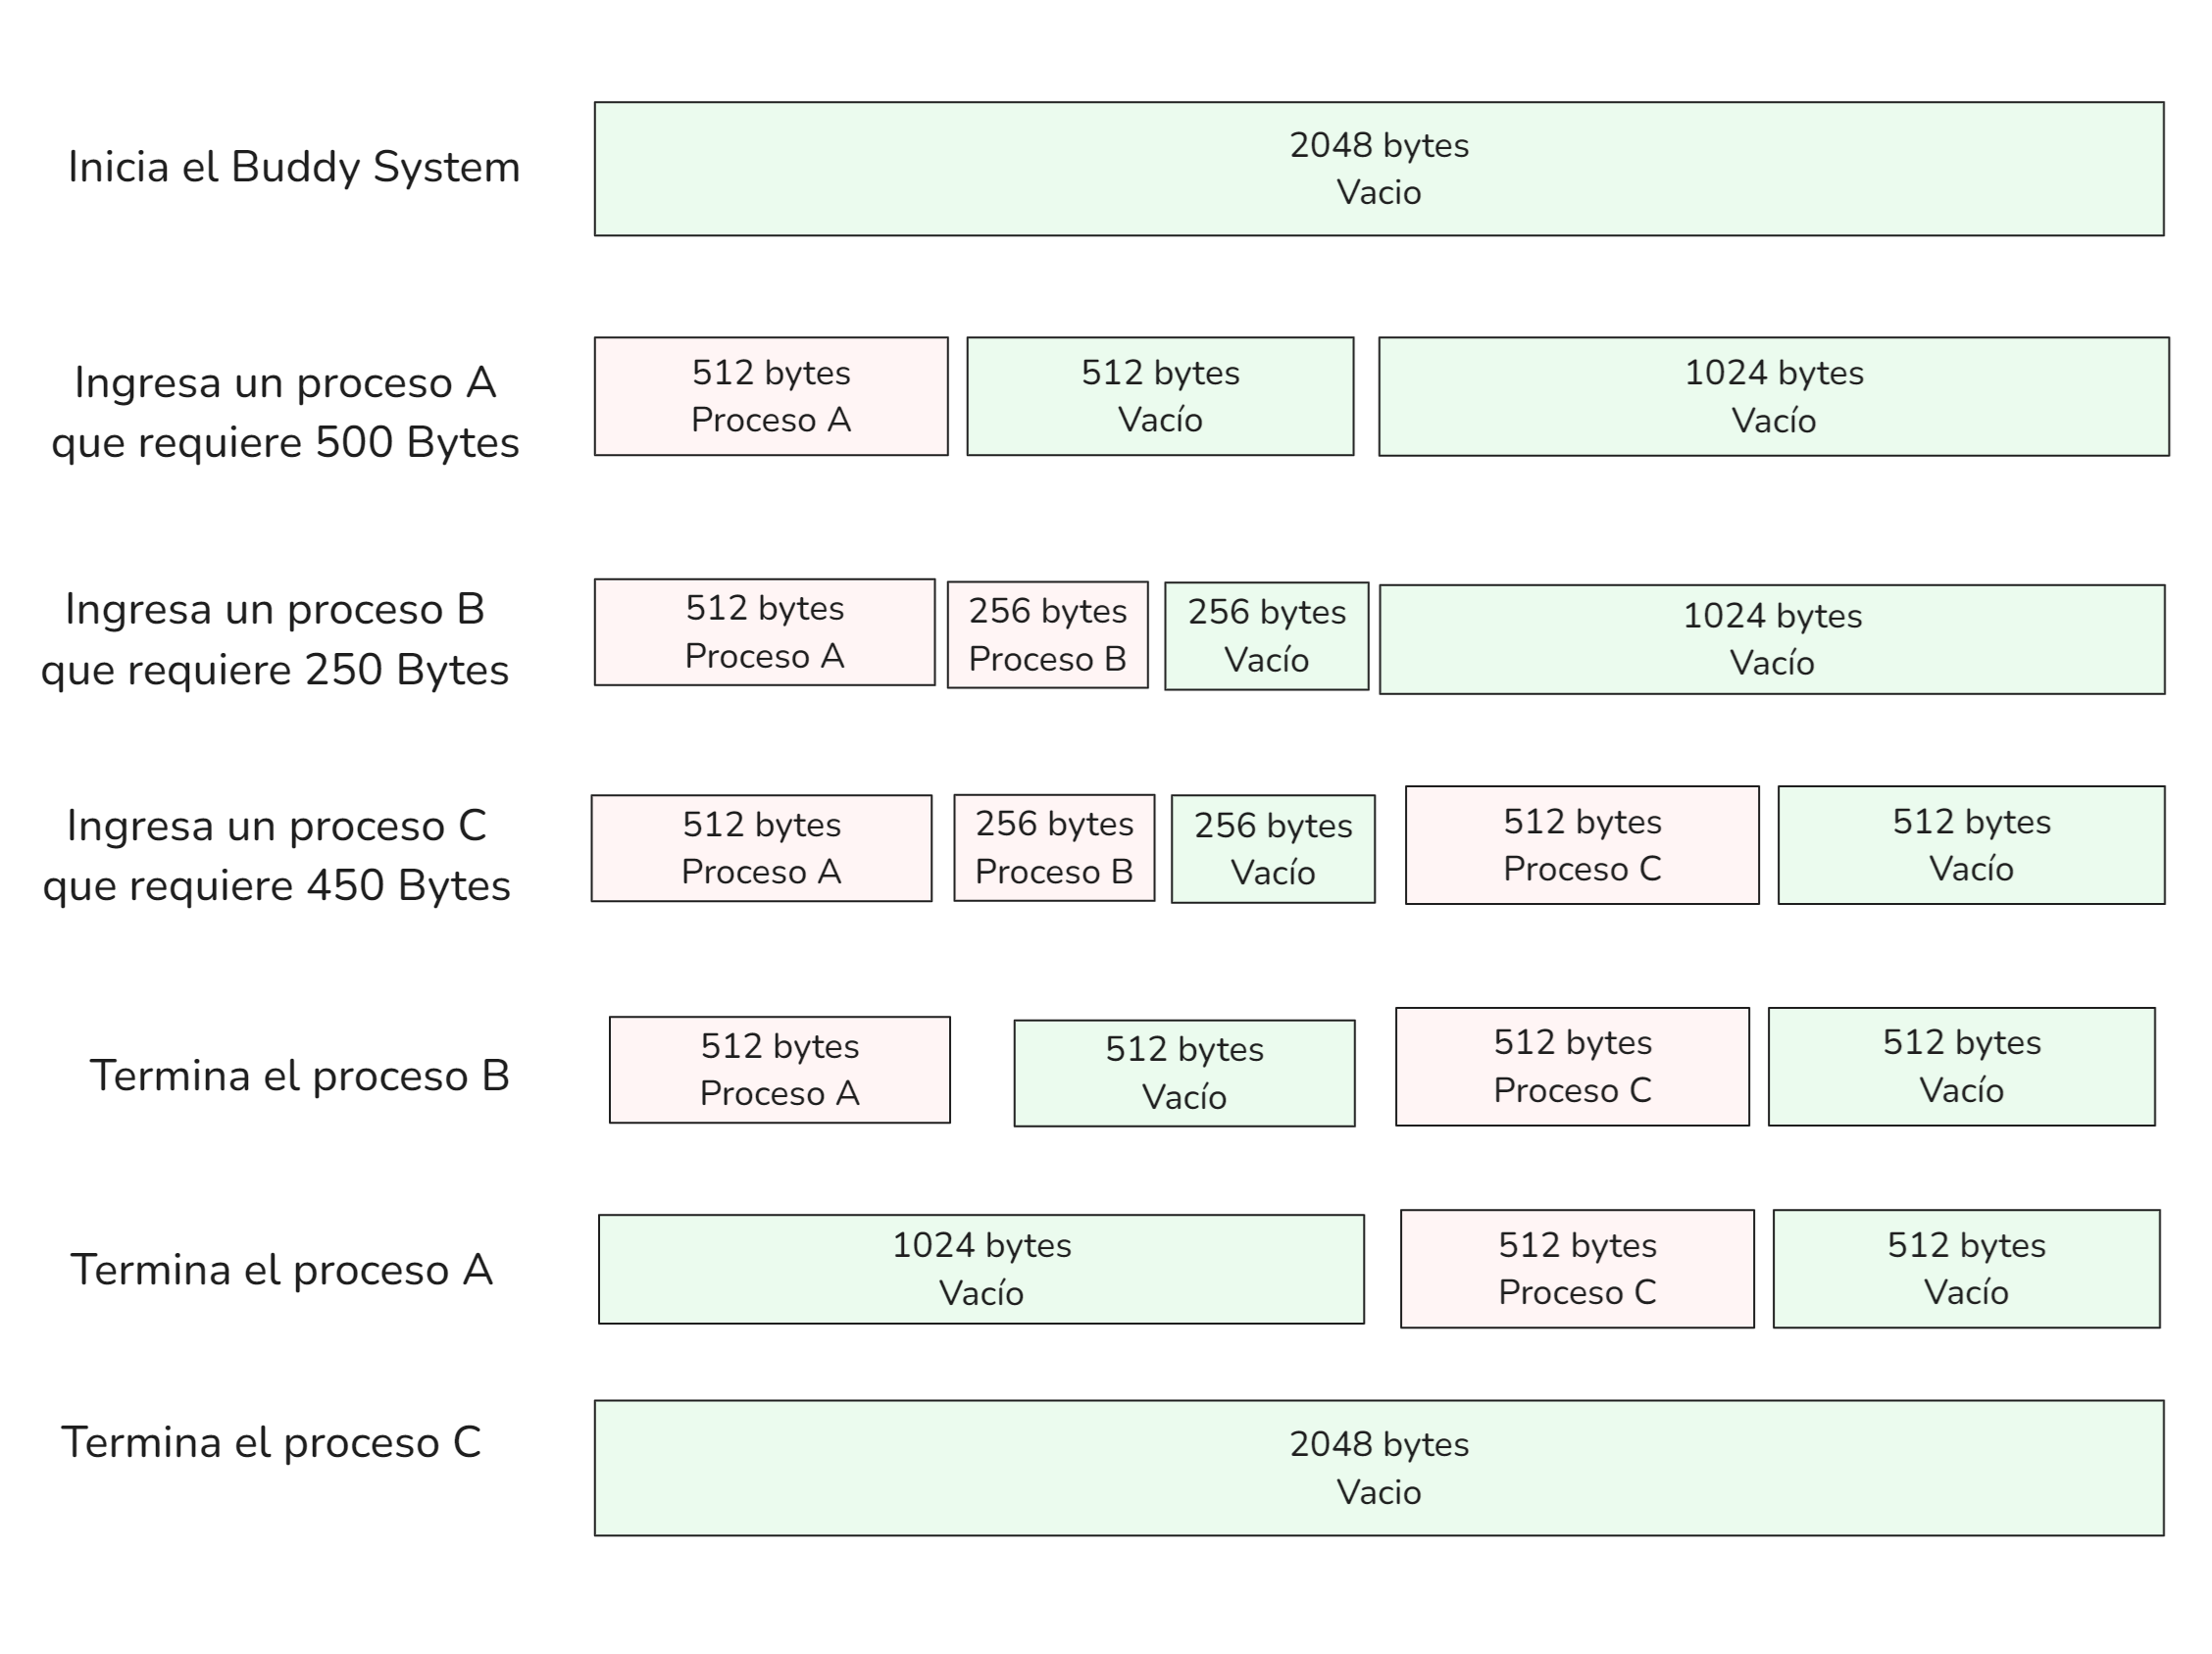 Inicia el Buddy System
2048 bytes
Vacio
Ingresa un proceso A
que requiere 500 Bytes
512 bytes
Proceso A
512 bytes
Vacío
1024 bytes
Vacío
Ingresa un proceso B
que requiere 250 Bytes
512 bytes
Proceso A
256 bytes
Proceso B
256 bytes
Vacío
1024 bytes
Vacío
Ingresa un proceso C
que requiere 450 Bytes
512 bytes
Proceso A
256 bytes
Proceso B
256 bytes
Vacío
512 bytes
Proceso C
512 bytes
Vacío
Termina el proceso B
512 bytes
Proceso A
512 bytes
Vacío
512 bytes
Proceso C
512 bytes
Vacío
Termina el proceso A
1024 bytes
Vacío
512 bytes
Proceso C
512 bytes
Vacío
Termina el proceso C
2048 bytes
Vacio